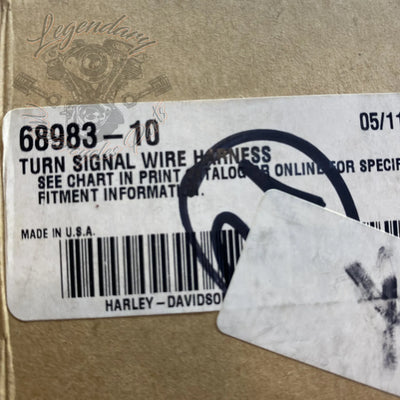 Legendary
68983-10 05/11
TURN SIGNAL WIRE HARNESS
SEE CHART IN PRINT CATALOG OR ONLINE FOR SPECIF
FITMENT INFORMATION.
MADE IN U.S.A.
HARLEY-DAVIDSON